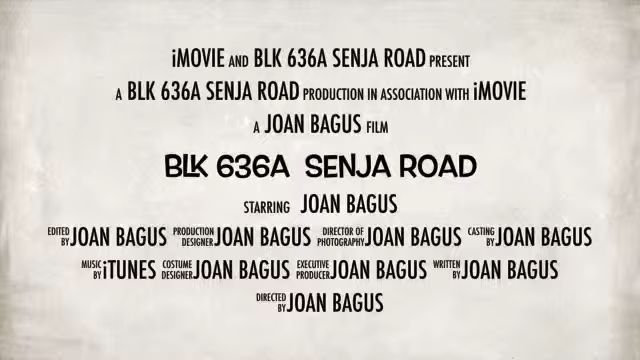 iMOVIE AND BLK 636A SENJA ROAD PRESENT
A BLK 636A SENJA ROAD PRODUCTION IN ASSOCIATION WITH iMOVIE
A JOAN BAGUS FILM
BLK 636A SENJA ROAD
STARRING JOAN BAGUS
EDITED BY JOAN BAGUS PRODUCTION DESIGNER JOAN BAGUS DIRECTOR OF PHOTOGRAPHY JOAN BAGUS CASTING BY JOAN BAGUS
MUSIC BY iTUNES COSTUME DESIGNER JOAN BAGUS EXECUTIVE PRODUCER JOAN BAGUS WRITTEN BY JOAN BAGUS
DIRECTED BY JOAN BAGUS